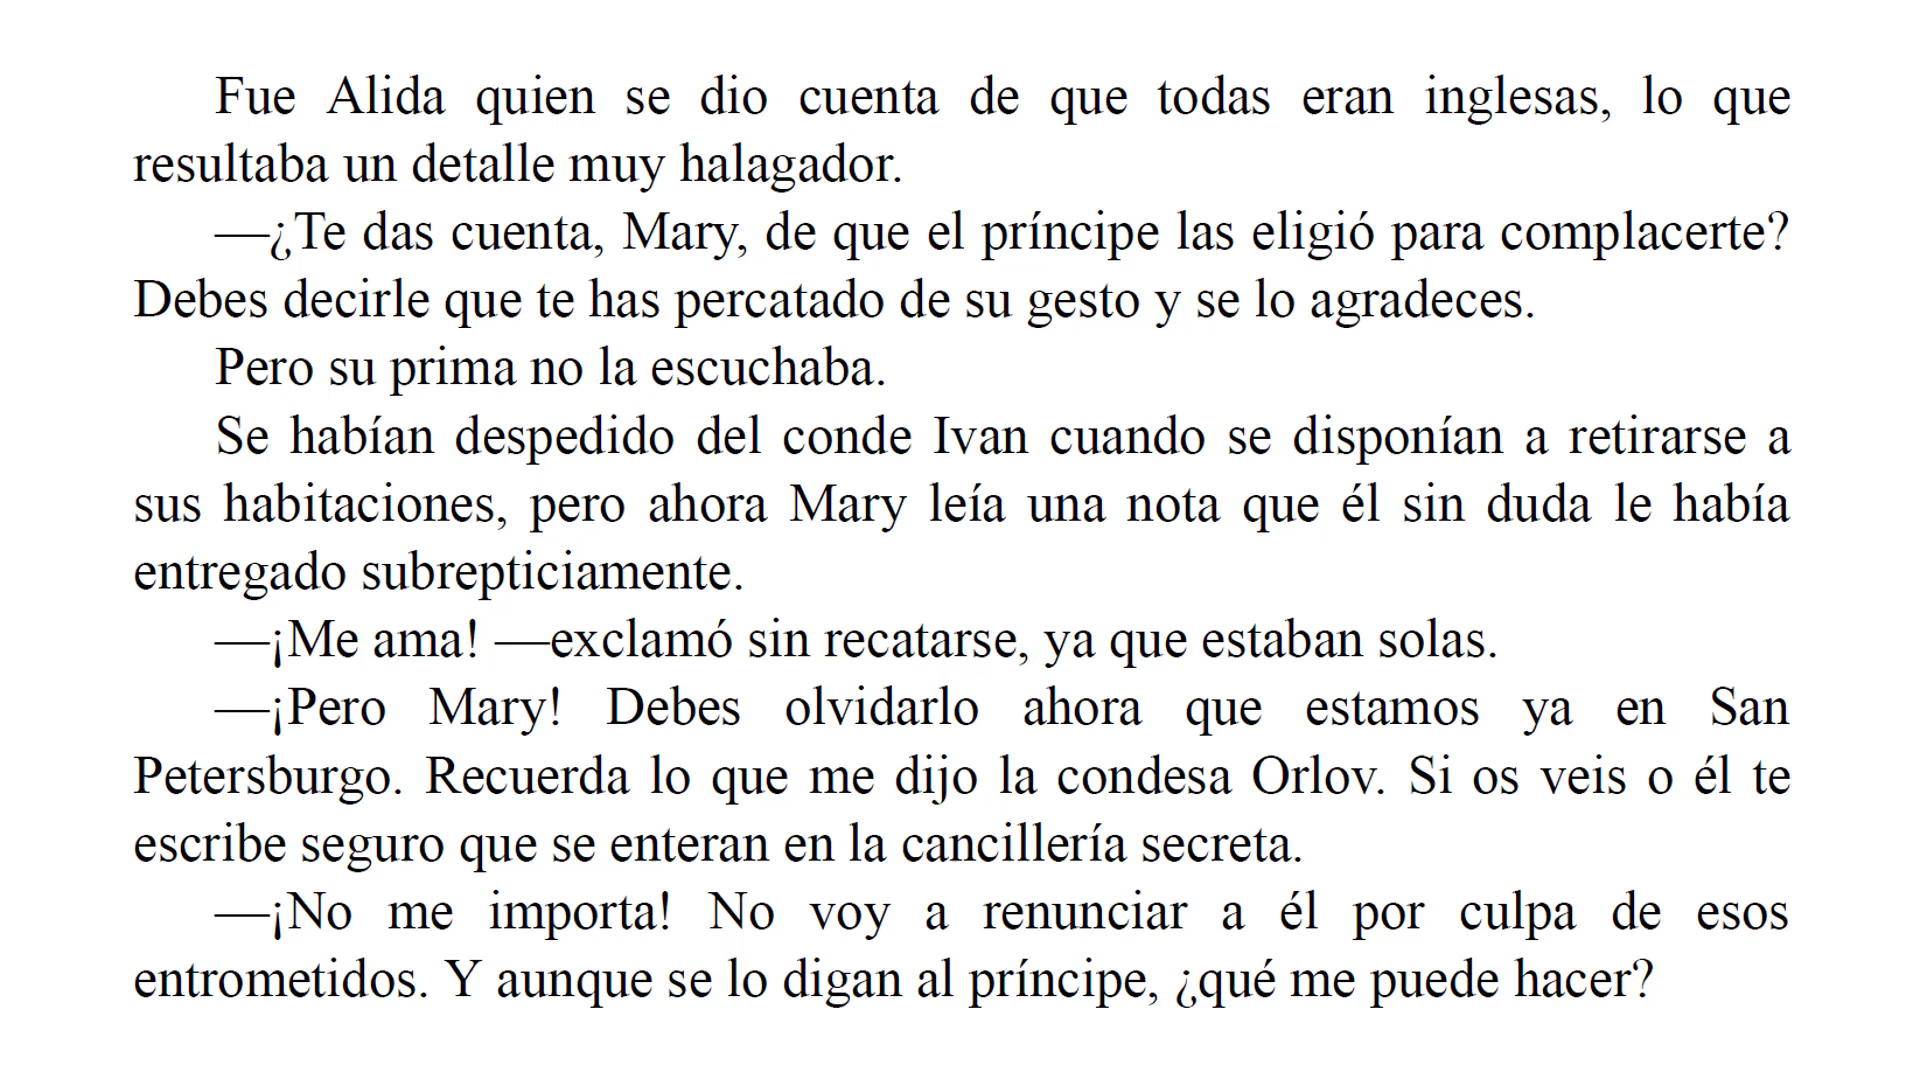 Fue Alida quien se dio cuenta de que todas eran inglesas, lo que
resultaba un detalle muy halagador.
—¿Te das cuenta, Mary, de que el príncipe las eligió para complacerte?
Debes decirle que te has percatado de su gesto y se lo agradeces.
Pero su prima no la escuchaba.
Se habían despedido del conde Ivan cuando se disponían a retirarse a
sus habitaciones, pero ahora Mary leía una nota que él sin duda le había
entregado subrepticiamente.
—¡Me ama! —exclamó sin recatarse, ya que estaban solas.
—¡Pero Mary! Debes olvidarlo ahora que estamos ya en San
Petersburgo. Recuerda lo que me dijo la condesa Orlov. Si os veis o él te
escribe seguro que se enteran en la cancillería secreta.
—¡No me importa! No voy a renunciar a él por culpa de esos
entrometidos. Y aunque se lo digan al príncipe, ¿qué me puede hacer?